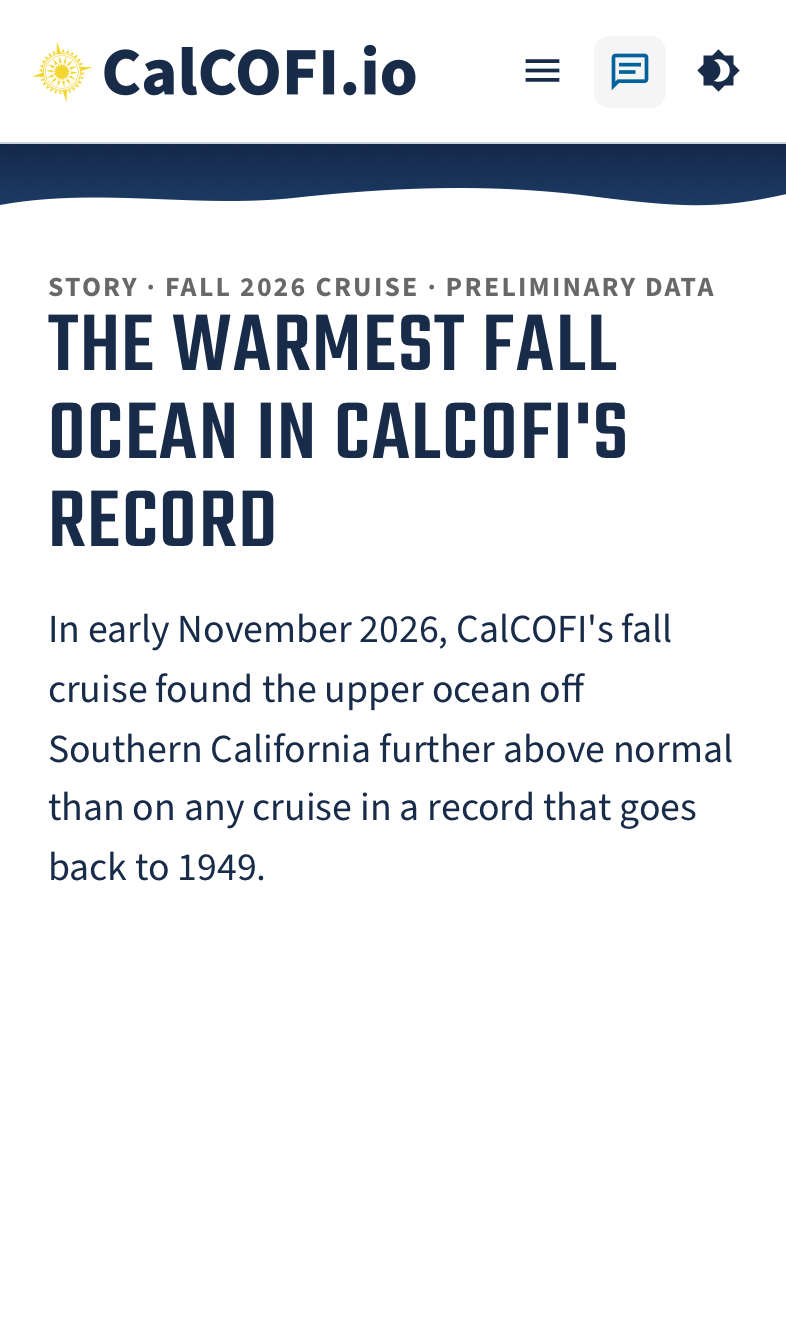 CalCOFI.io
STORY · FALL 2026 CRUISE · PRELIMINARY DATA
THE WARMEST FALL
OCEAN IN CALCOFI'S
RECORD
In early November 2026, CalCOFI's fall
cruise found the upper ocean off
Southern California further above normal
than on any cruise in a record that goes
back to 1949.